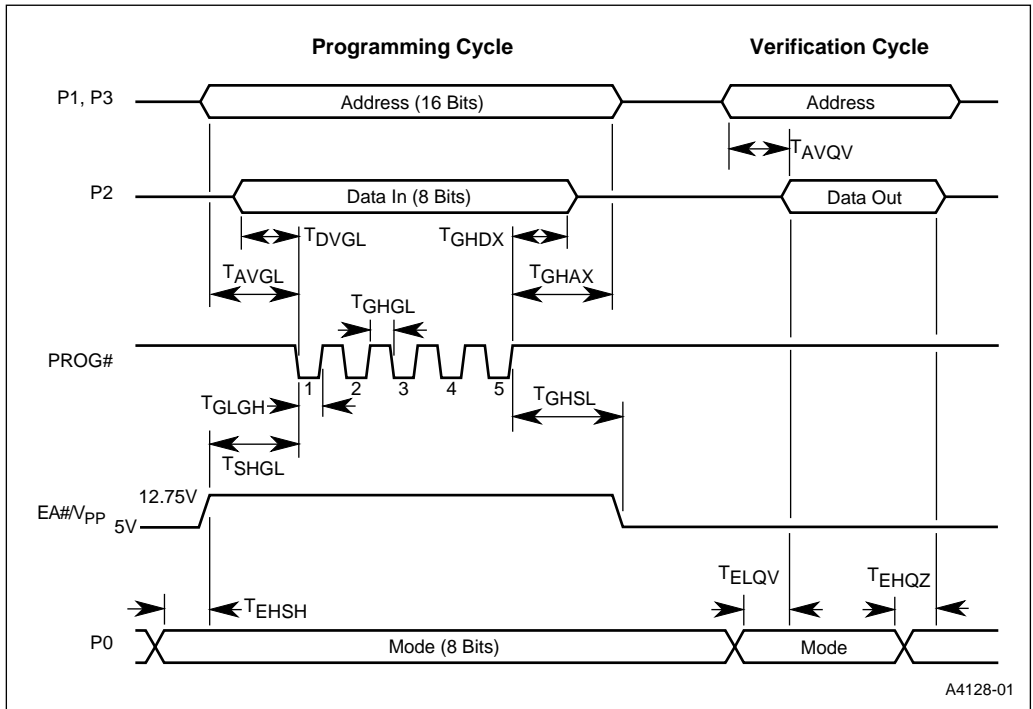 Programming Cycle Verification Cycle
P1, P3 Address (16 Bits) Address
TAVQV
P2 Data In (8 Bits) Data Out
TDVGL TGHDX
TAVGL TGHAX
TGHGL
PROG#
1 2 3 4 5
TGLGH TGHSL
TSHGL
12.75V
EA#/VPP 5V
TELQV TEHQZ
TEHSH
P0 Mode (8 Bits) Mode
A4128-01